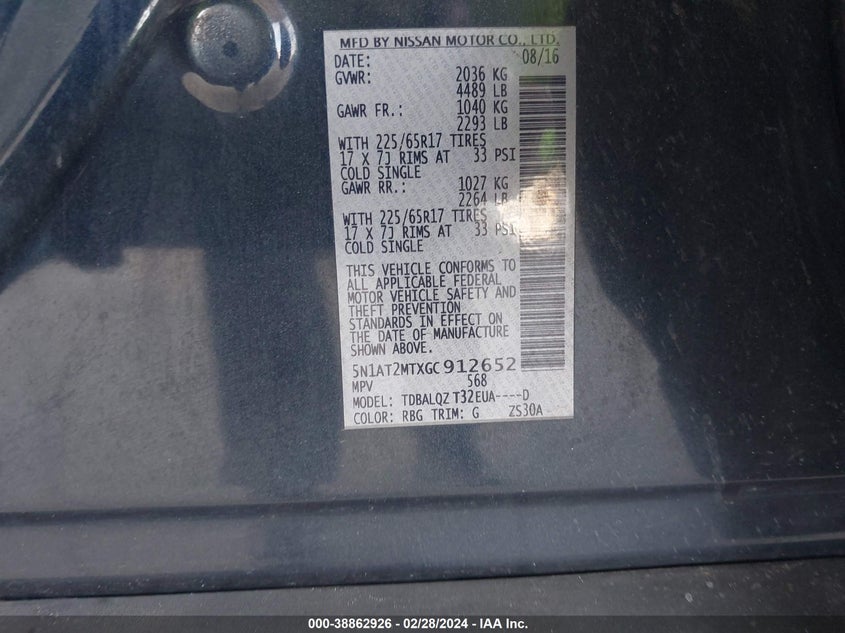 MFD BY NISSAN MOTOR CO., LTD.
DATE: 08/16
GVWR: 2036 KG
4489 LB
GAWR FR.: 1040 KG
2293 LB
WITH 225/65R17 TIRES
17 X 7J RIMS AT 33 PSI
COLD SINGLE
GAWR RR.: 1027 KG
2264 LB
WITH 225/65R17 TIRES
17 X 7J RIMS AT 33 PSI
COLD SINGLE
THIS VEHICLE CONFORMS TO
ALL APPLICABLE FEDERAL
MOTOR VEHICLE SAFETY AND
THEFT PREVENTION
STANDARDS IN EFFECT ON
THE DATE OF MANUFACTURE
SHOWN ABOVE.
5N1AT2MTXGC912652
MPV 568
MODEL: TDBALQZ T32EUA----D
COLOR: RBG TRIM: G ZS30A
000-38862926 - 02/28/2024 - IAA Inc.